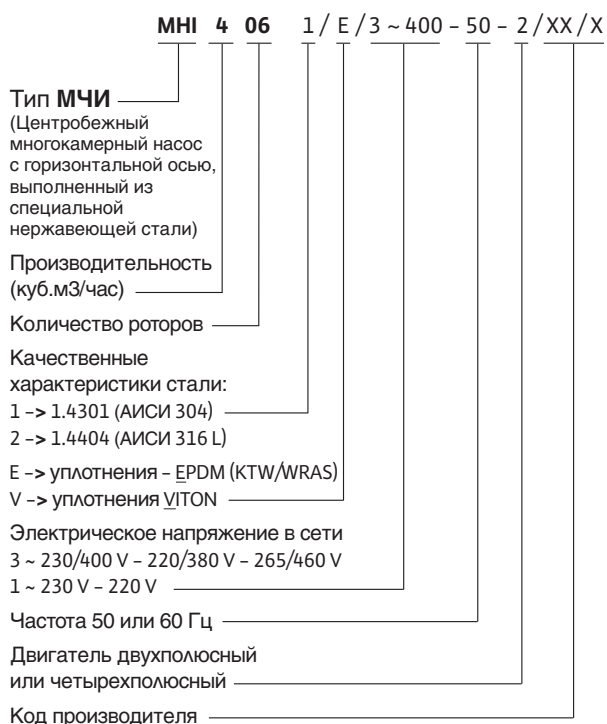 MHI 4 06 1 / E / 3 ~ 400 - 50 - 2 / XX / X
Тип МЧИ
(Центробежный
многокамерный насос
с горизонтальной осью,
выполненный из
специальной
нержавеющей стали)
Производительность
(куб.м3/час)
Количество роторов
Качественные
характеристики стали:
1 –> 1.4301 (АИСИ 304)
2 –> 1.4404 (АИСИ 316 L)
E –> уплотнения – EPDM (KTW/WRAS)
V –> уплотнения VITON
Электрическое напряжение в сети
3 ~ 230/400 V – 220/380 V – 265/460 V
1 ~ 230 V – 220 V
Частота 50 или 60 Гц
Двигатель двухполюсный
или четырехполюсный
Код производителя